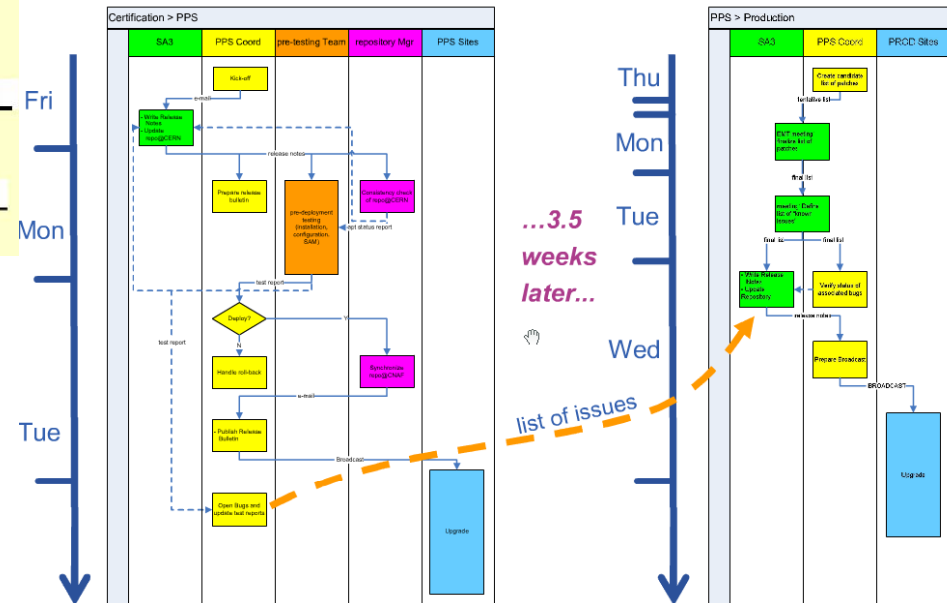 Certification > PPS
SA3
PPS Coord
pre-testing Team
repository Mgr
PPS Sites
Fri
Mon
Tue
Kick-off
e-mail
- Write Release
Notes
- Update
repo@CERN
release notes
Prepare release
bulletin
pre-deployment
testing
(installation,
configuration,
SAM)
Consistency check
of repo@CERN
opt status report
test report
Deploy?
Y
N
test report
Handle roll-back
Synchronize
repo@CNAF
e-mail
- Publish Release
Bulletin
Broadcast
Open Bugs and
update test reports
Upgrade
...3.5
weeks
later...
list of issues
PPS > Production
SA3
PPS Coord
PROD Sites
Thu
Mon
Tue
Wed
Create candidate
list of patches
tentative list
EMT meeting
finalize list of
patches
final list
meeting: Define
list of "known
issues"
final list
final list
- Write Release
Notes
- Update
Repository
Verify status of
associated bugs
release notes
Prepare Broadcast
BROADCAST
Upgrade